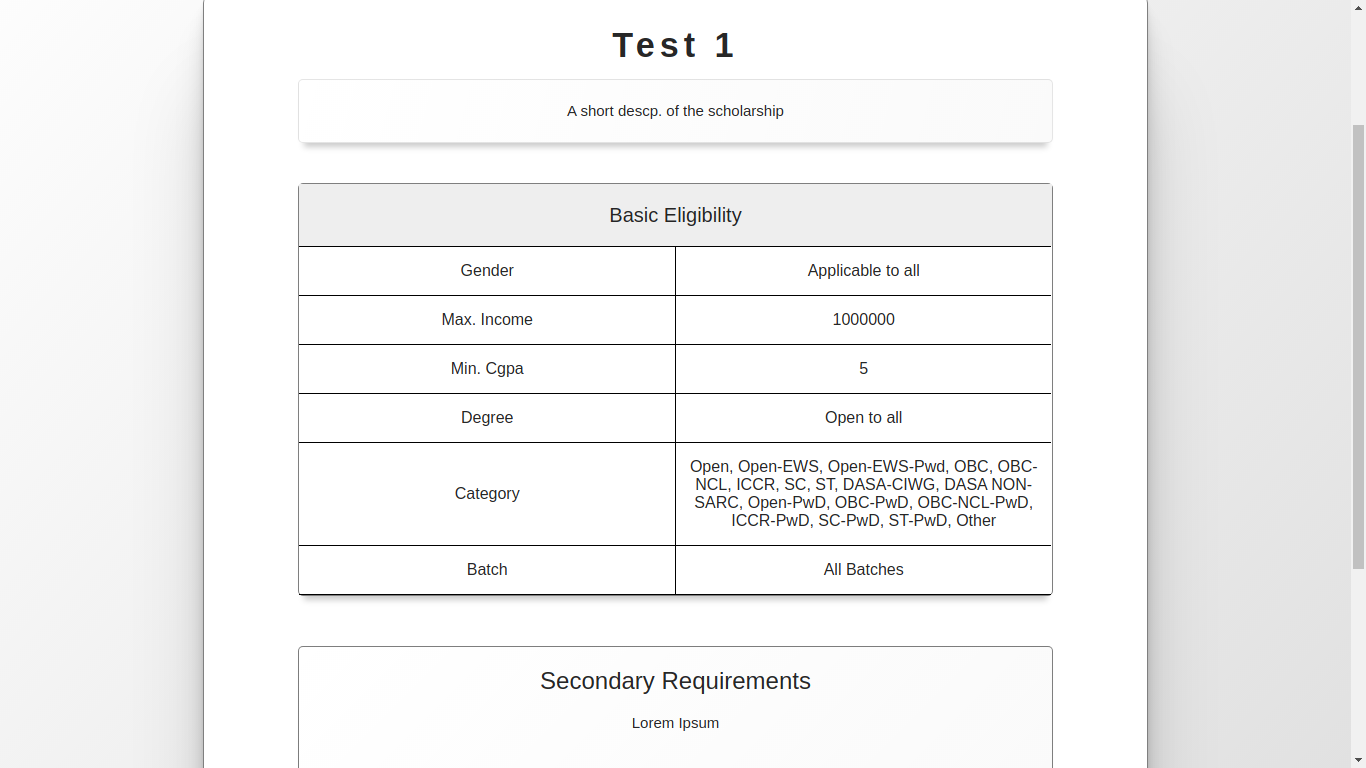 Test 1
A short descp. of the scholarship
Basic Eligibility
Gender
Applicable to all
Max. Income
1000000
Min. Cgpa
5
Degree
Open to all
Category
Open, Open-EWS, Open-EWS-Pwd, OBC, OBC-
NCL, ICCR, SC, ST, DASA-CIWG, DASA NON-
SARC, Open-PwD, OBC-PwD, OBC-NCL-PwD,
ICCR-PwD, SC-PwD, ST-PwD, Other
Batch
All Batches
Secondary Requirements
Lorem Ipsum